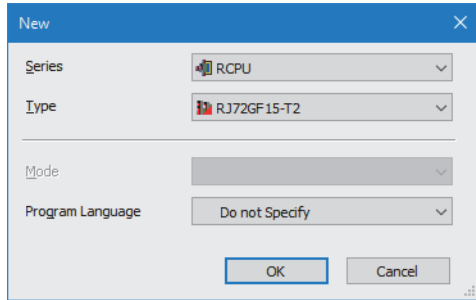 New
Series RCPU
Type RJ72GF15-T2
Mode
Program Language Do not Specify
OK Cancel